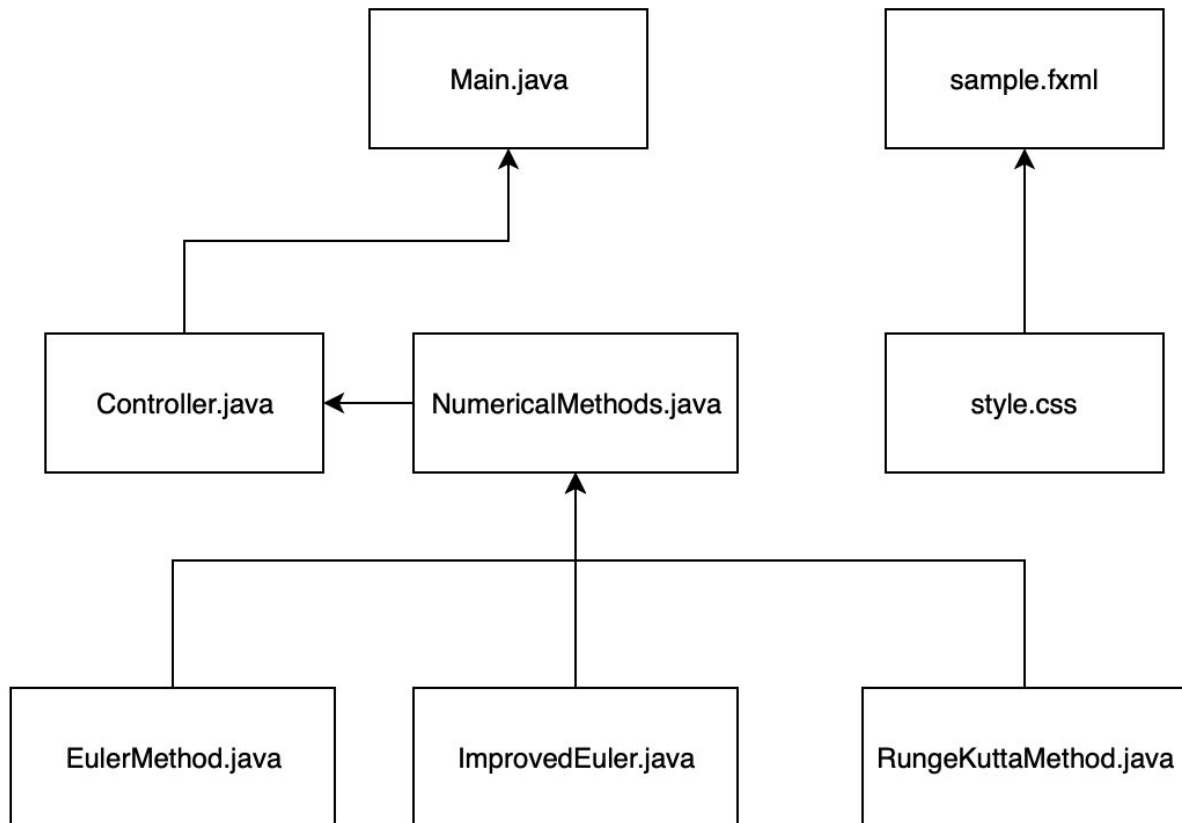 Main.java
sample.fxml
Controller.java
NumericalMethods.java
style.css
EulerMethod.java
ImprovedEuler.java
RungeKuttaMethod.java